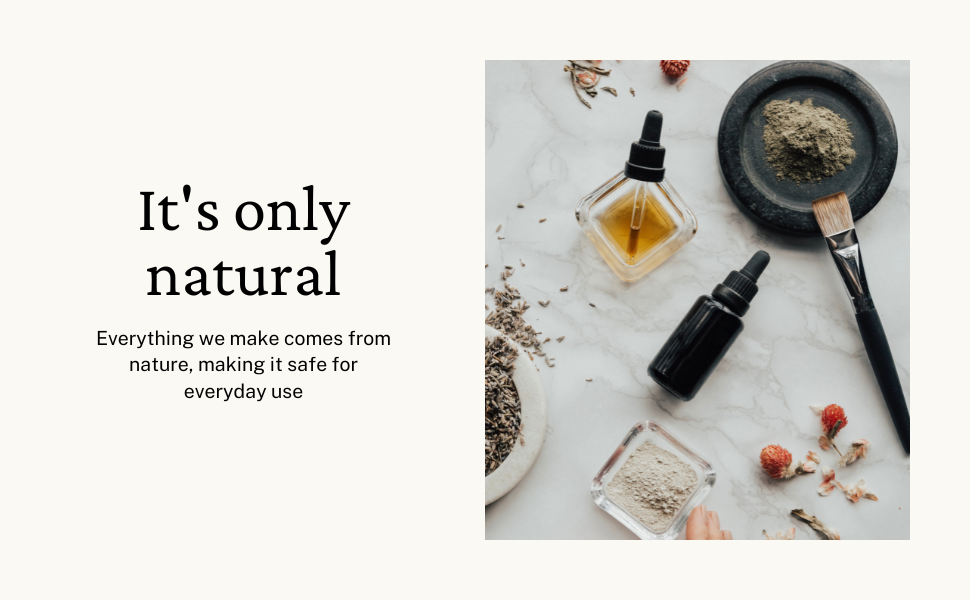 It's only
natural
Everything we make comes from
nature, making it safe for
everyday use